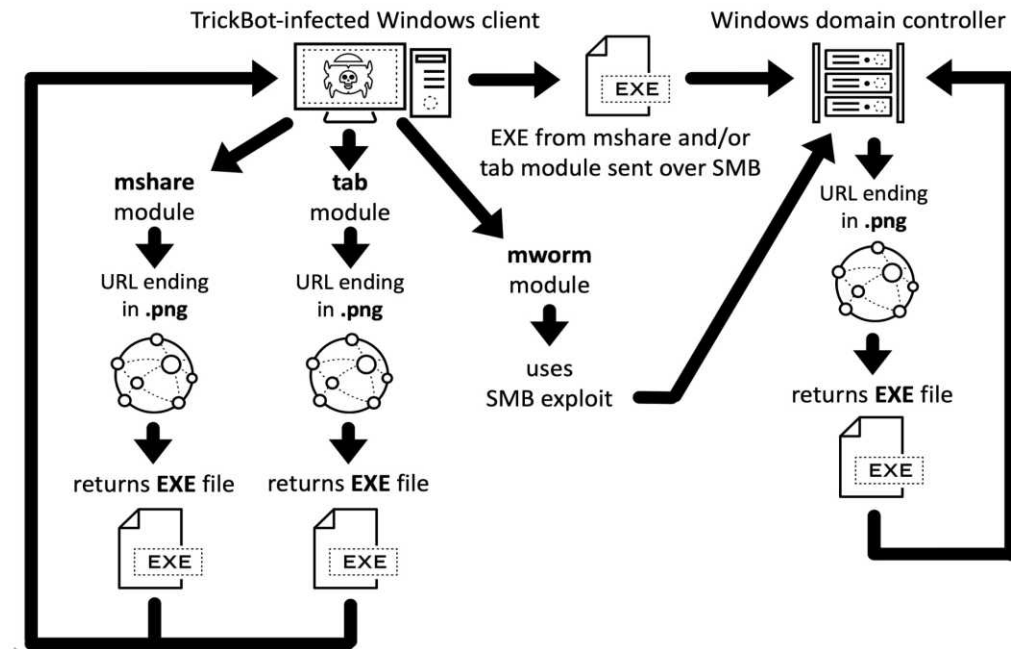 TrickBot-infected Windows client
Windows domain controller
EXE
EXE from mshare and/or
tab module sent over SMB
mshare
module
URL ending
in .png
returns EXE file
EXE
tab
module
URL ending
in .png
returns EXE file
EXE
mworm
module
uses
SMB exploit
URL ending
in .png
returns EXE file
EXE